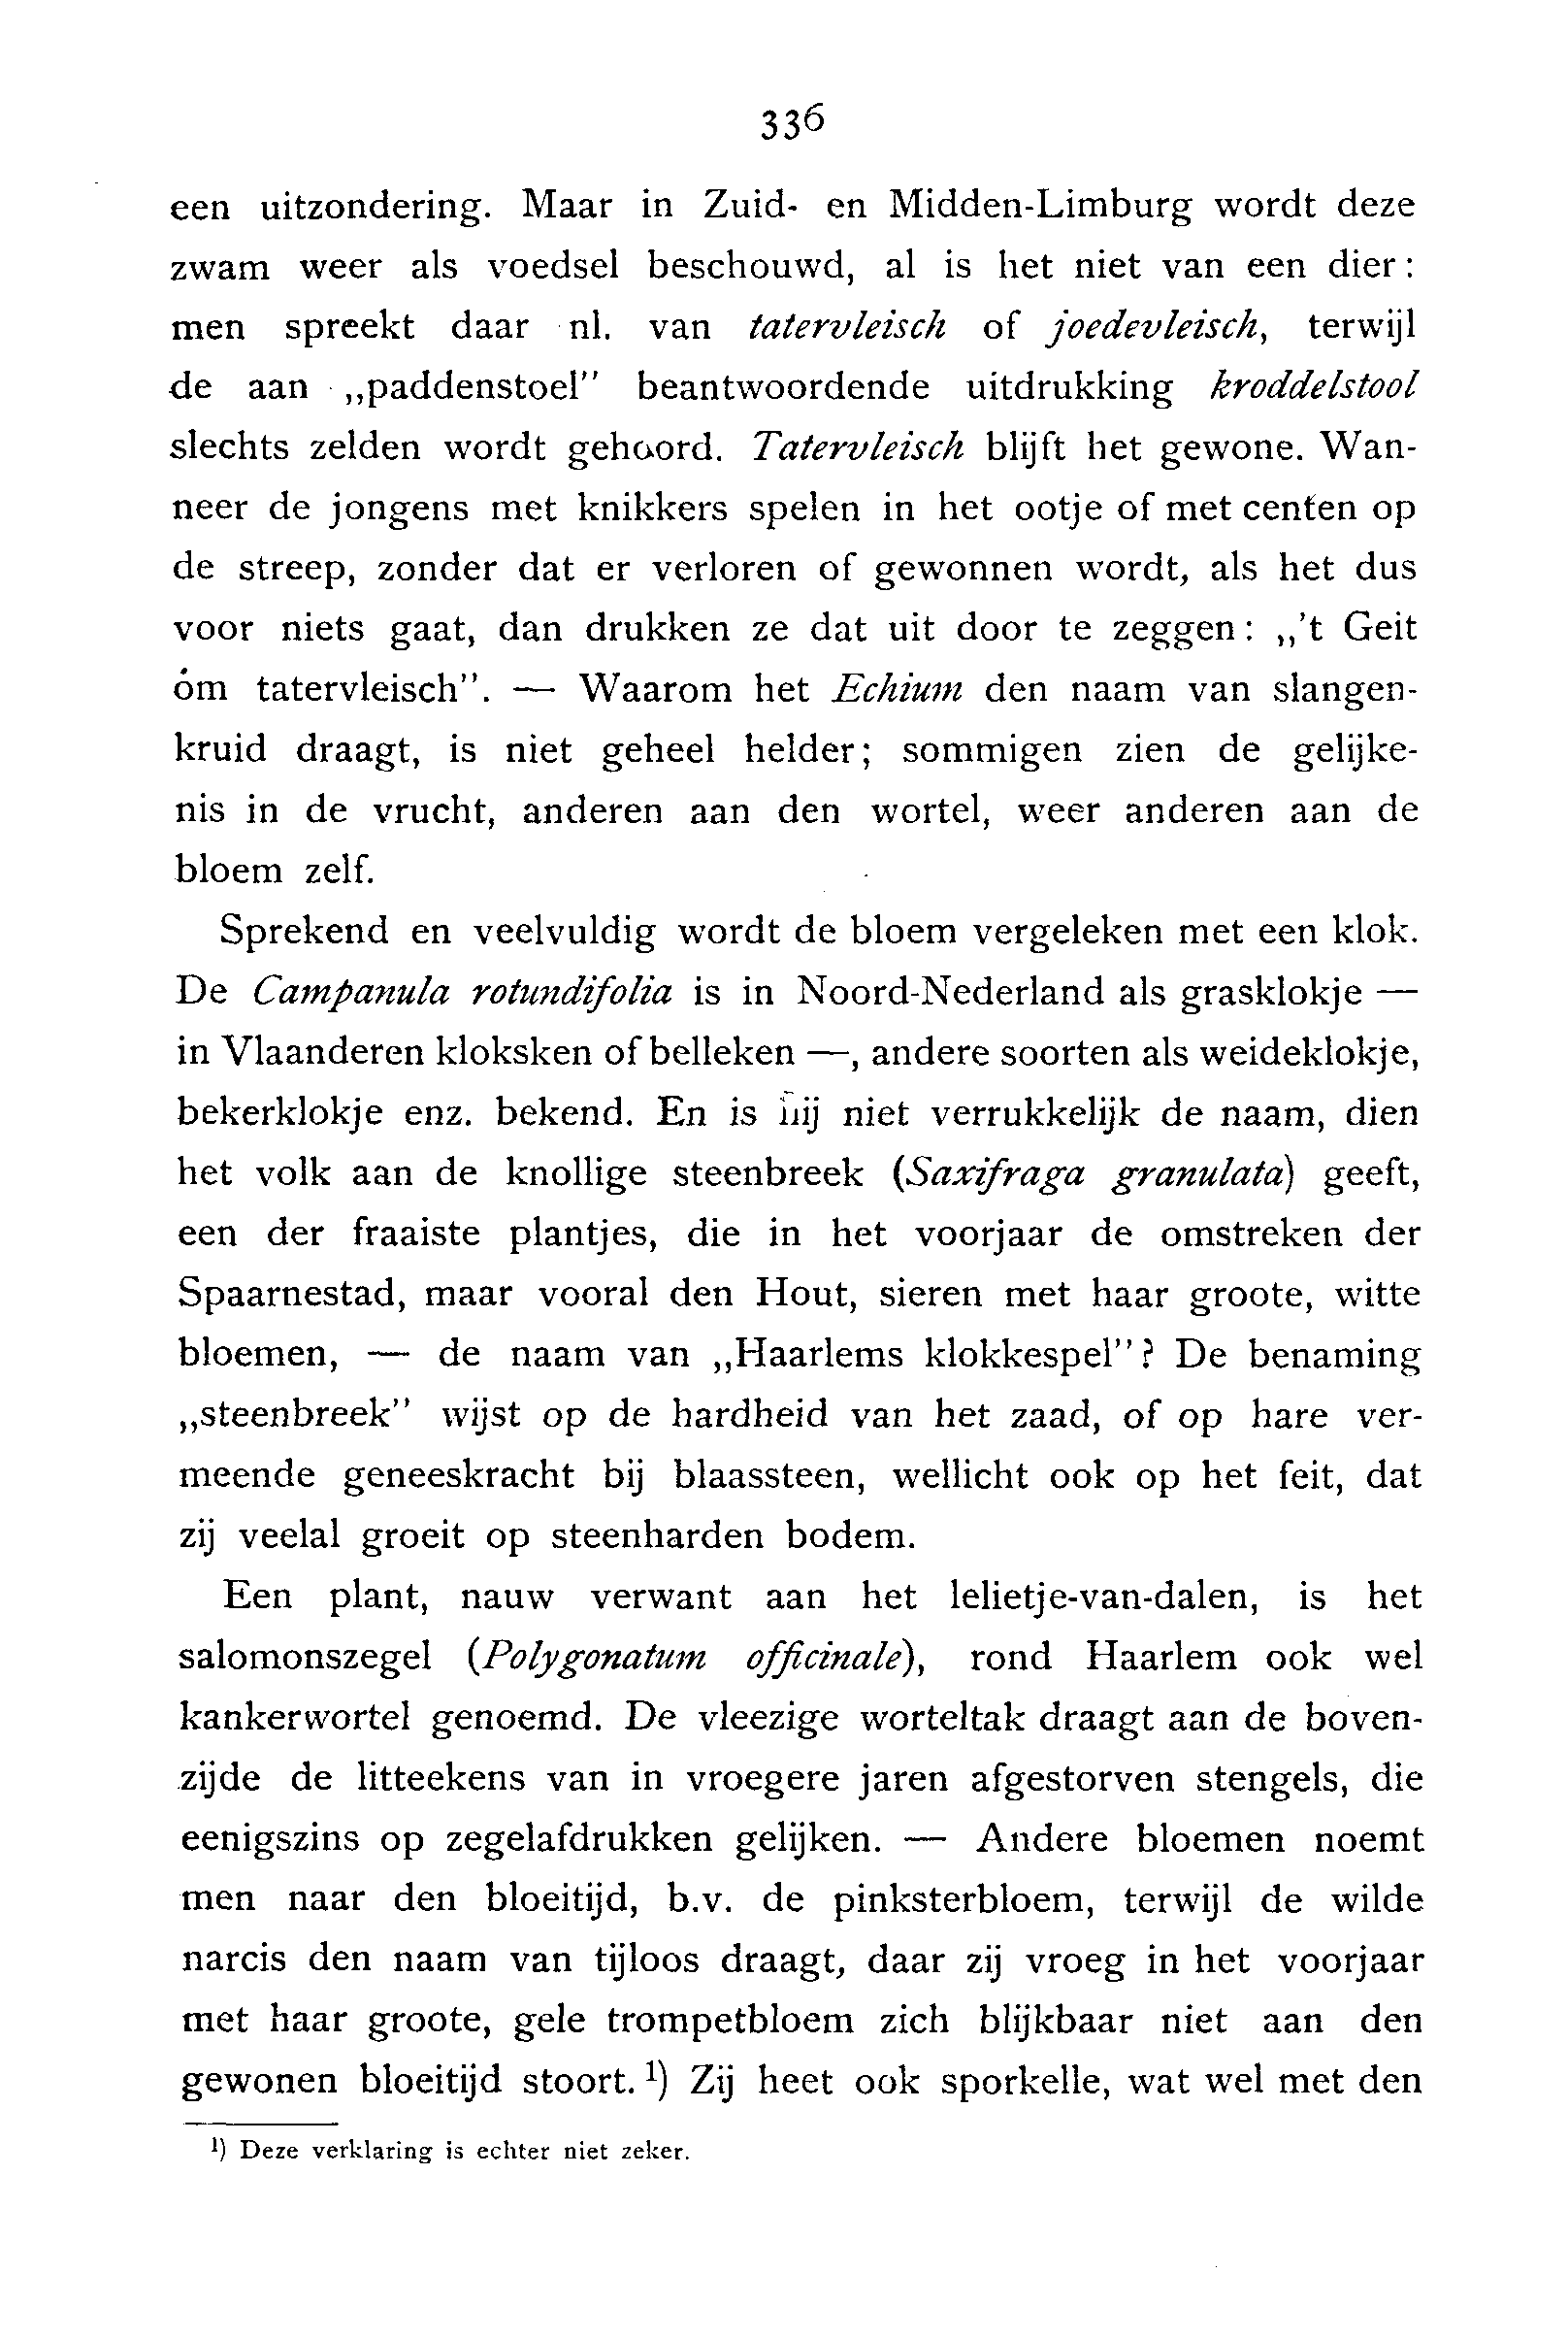 336
een uitzondering. Maar in Zuid- en Midden-Limburg wordt deze
zwam weer als voedsel beschouwd, al is het niet van een dier:
men spreekt daar nl. van tatervleisch of joedevleisch, terwijl
de aan „paddenstoel” beantwoordende uitdrukking kroddelstool
slechts zelden wordt gehoord. Tatervleisch blijft het gewone. Wan-
neer de jongens met knikkers spelen in het ootje of met centen op
de streep, zonder dat er verloren of gewonnen wordt, als het dus
voor niets gaat, dan drukken ze dat uit door te zeggen: „’t Geit
óm tatervleisch”. — Waarom het Echium den naam van slangen-
kruid draagt, is niet geheel helder; sommigen zien de gelijke-
nis in de vrucht, anderen aan den wortel, weer anderen aan de
bloem zelf.
Sprekend en veelvuldig wordt de bloem vergeleken met een klok.
De Campanula rotundifolia is in Noord-Nederland als grasklokje —
in Vlaanderen kloksken of belleken —, andere soorten als weideklokje,
bekerklokje enz. bekend. En is hij niet verrukkelijk de naam, dien
het volk aan de knollige steenbreek (Saxifraga granulata) geeft,
een der fraaiste plantjes, die in het voorjaar de omstreken der
Spaarnestad, maar vooral den Hout, sieren met haar groote, witte
bloemen, — de naam van „Haarlems klokkespel”? De benaming
„steenbreek” wijst op de hardheid van het zaad, of op hare ver-
meende geneeskracht bij blaassteen, wellicht ook op het feit, dat
zij veelal groeit op steenharden bodem.
Een plant, nauw verwant aan het lelietje-van-dalen, is het
salomonszegel (Polygonatum officinale), rond Haarlem ook wel
kankerwortel genoemd. De vleezige worteltak draagt aan de boven-
zijde de litteekens van in vroegere jaren afgestorven stengels, die
eenigszins op zegelafdrukken gelijken. — Andere bloemen noemt
men naar den bloeitijd, b.v. de pinksterbloem, terwijl de wilde
narcis den naam van tijloos draagt, daar zij vroeg in het voorjaar
met haar groote, gele trompetbloem zich blijkbaar niet aan den
gewonen bloeitijd stoort. ¹) Zij heet ook sporkelle, wat wel met den
¹) Deze verklaring is echter niet zeker.